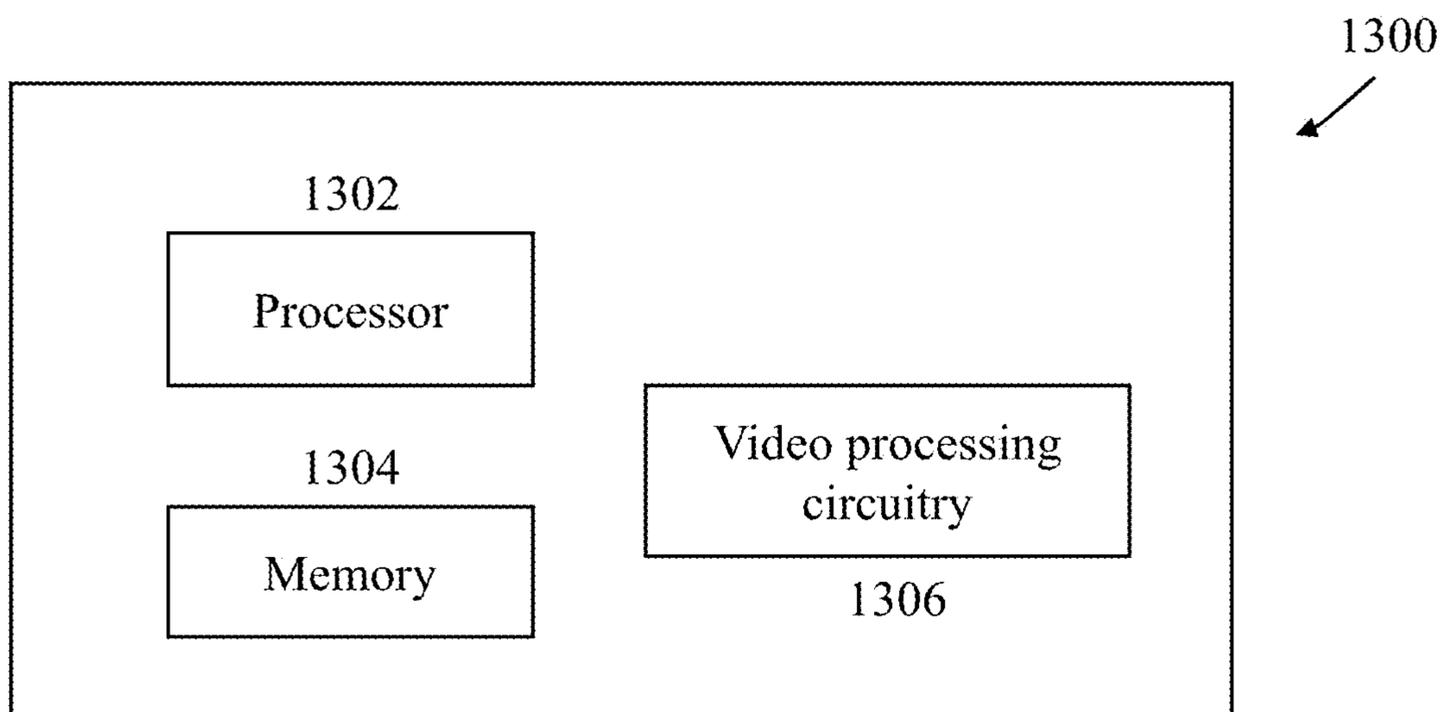 1300
1302
Processor
1304
Memory
Video processing
circuitry
1306